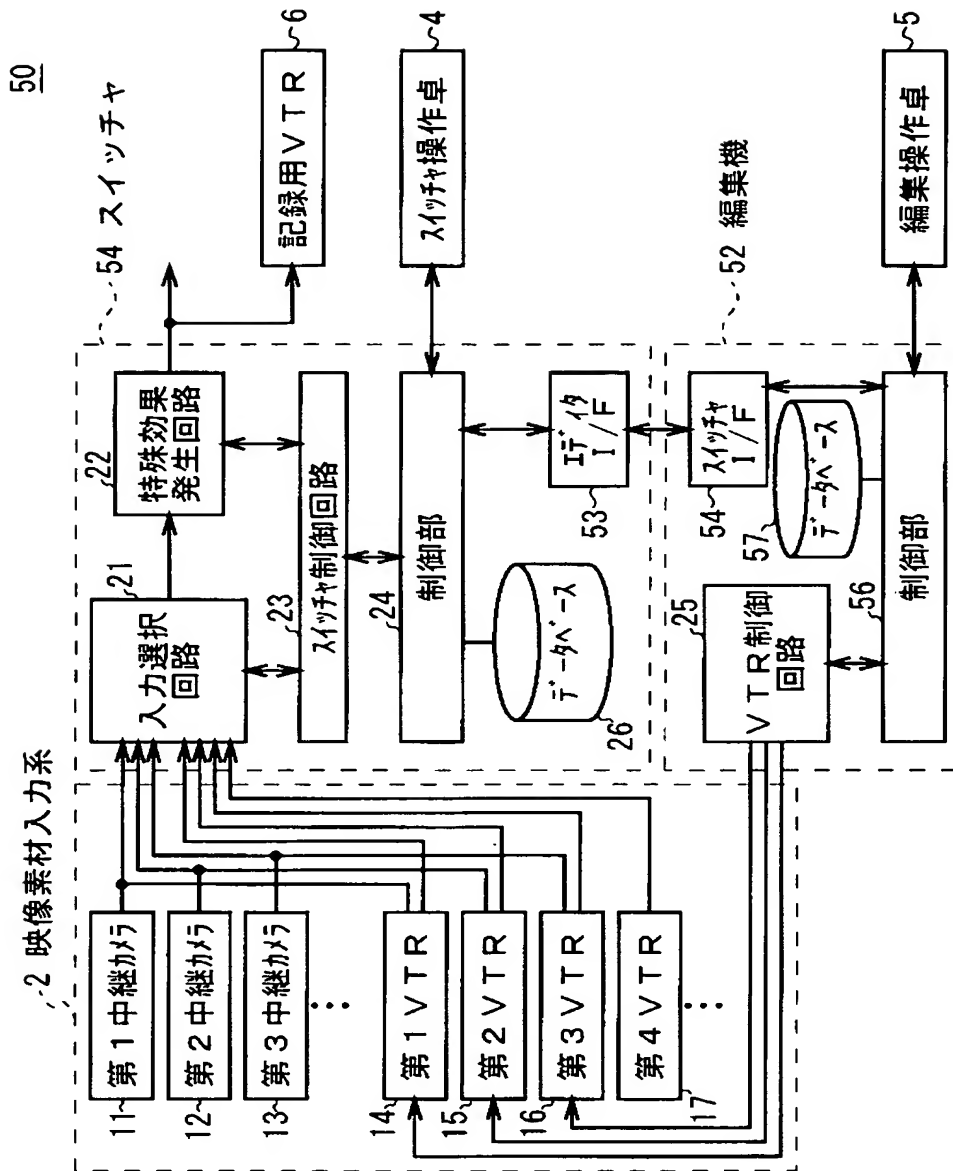 50
2 映像素材入力系
11
第1中継カメラ
12
第2中継カメラ
13
第3中継カメラ
14
第1VTR
15
第2VTR
16
第3VTR
17
第4VTR
54 スイッチャ
21
入力選択
回路
22
特殊効果
発生回路
23
スイッチャ制御回路
24
制御部
26
データベース
53
エディタ
I/F
6
記録用VTR
4
スイッチャ操作卓
52 編集機
25
VTR制御
回路
54
スイッチャ
I/F
57
データベース
56
制御部
5
編集操作卓